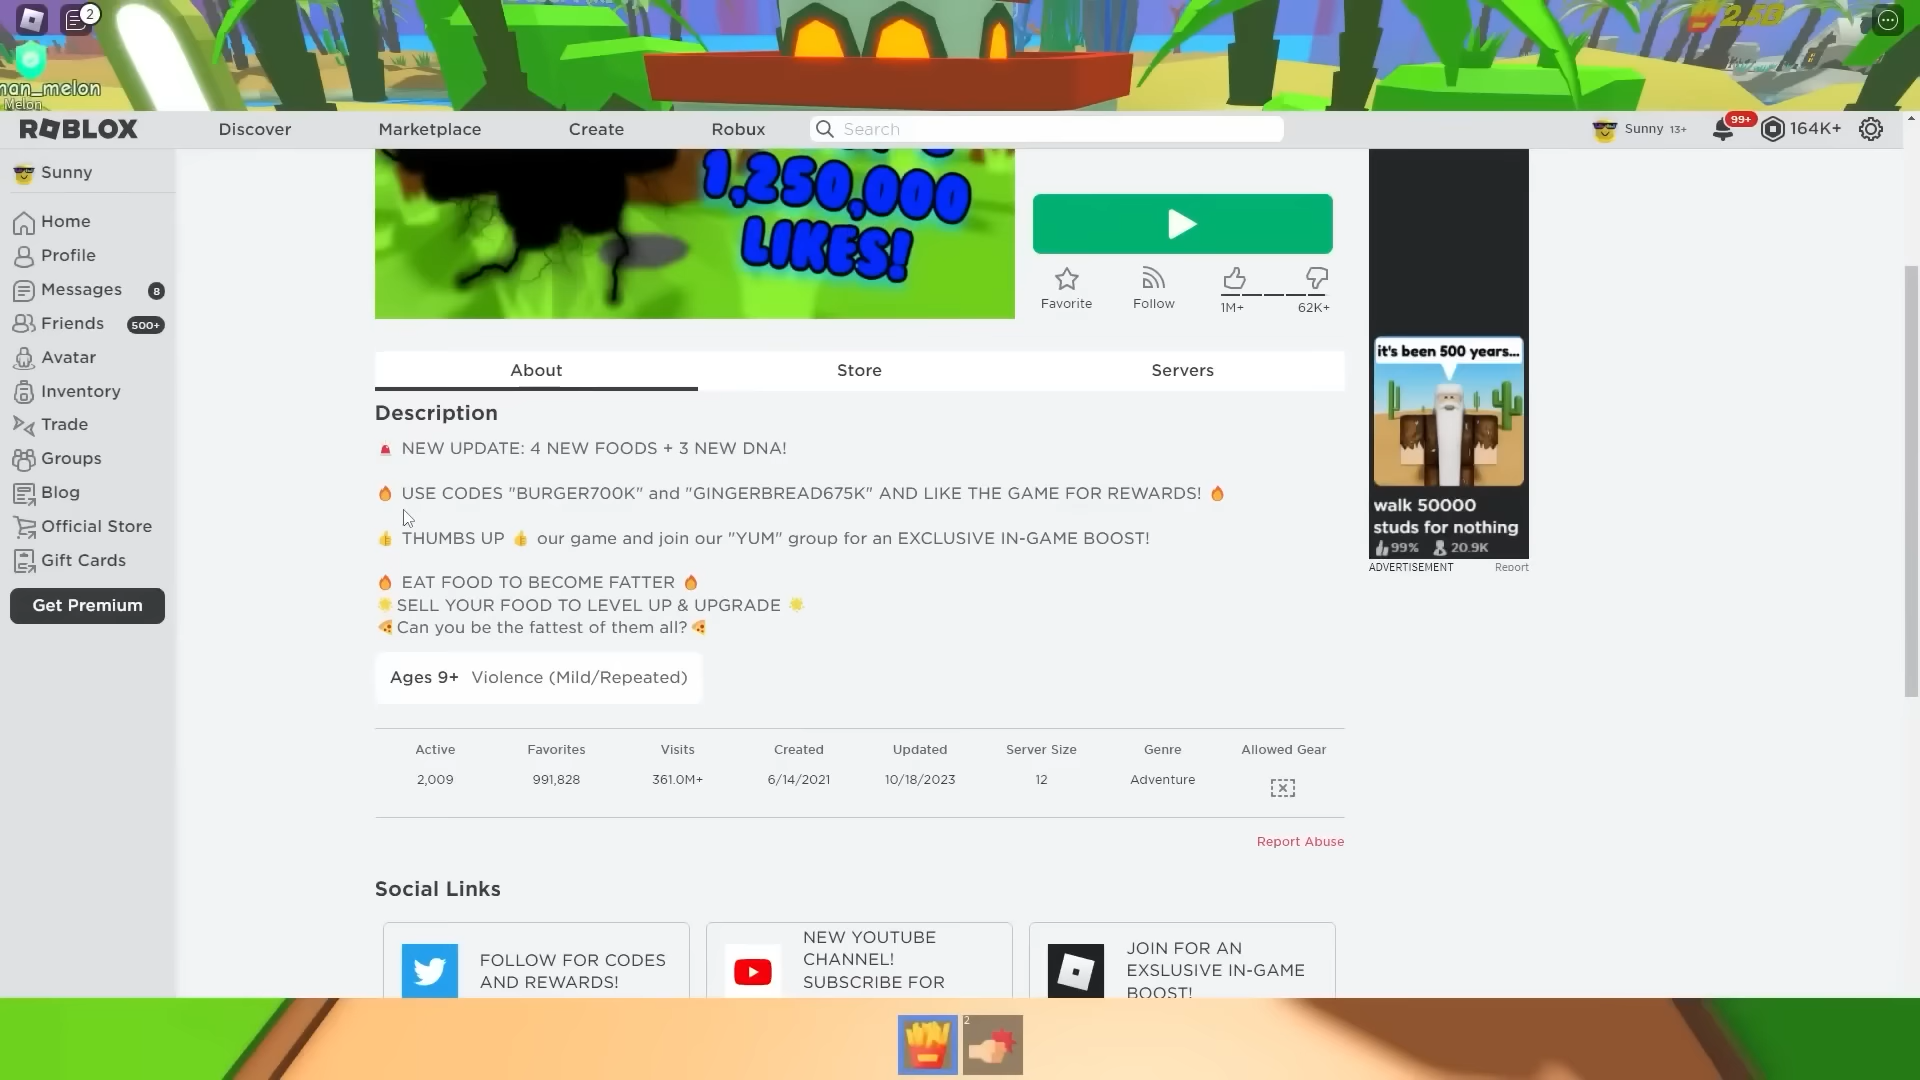 2
2.50
man_melon
Melon
ROBLOX
Discover
Marketplace
Create
Robux
Search
Sunny 13+
99+
164K+
Sunny
Home
Profile
Messages 8
Friends 500+
Avatar
Inventory
Trade
Groups
Blog
Official Store
Gift Cards
Get Premium
1,250,000
LIKES!
Favorite
Follow
1M+
62K+
About
Store
Servers
Description
NEW UPDATE: 4 NEW FOODS + 3 NEW DNA!
USE CODES "BURGER700K" and "GINGERBREAD675K" AND LIKE THE GAME FOR REWARDS!
THUMBS UP 👍 our game and join our "YUM" group for an EXCLUSIVE IN-GAME BOOST!
EAT FOOD TO BECOME FATTER
SELL YOUR FOOD TO LEVEL UP & UPGRADE
Can you be the fattest of them all?
Ages 9+ Violence (Mild/Repeated)
Active Favorites Visits Created Updated Server Size Genre Allowed Gear
2,009 991,828 361.0M+ 6/14/2021 10/18/2023 12 Adventure
Report Abuse
Social Links
FOLLOW FOR CODES
AND REWARDS!
NEW YOUTUBE
CHANNEL!
SUBSCRIBE FOR
JOIN FOR AN
EXSLUSIVE IN-GAME
BOOST!
it's been 500 years...
walk 50000
studs for nothing
99% 20.9K
ADVERTISEMENT
Report
2